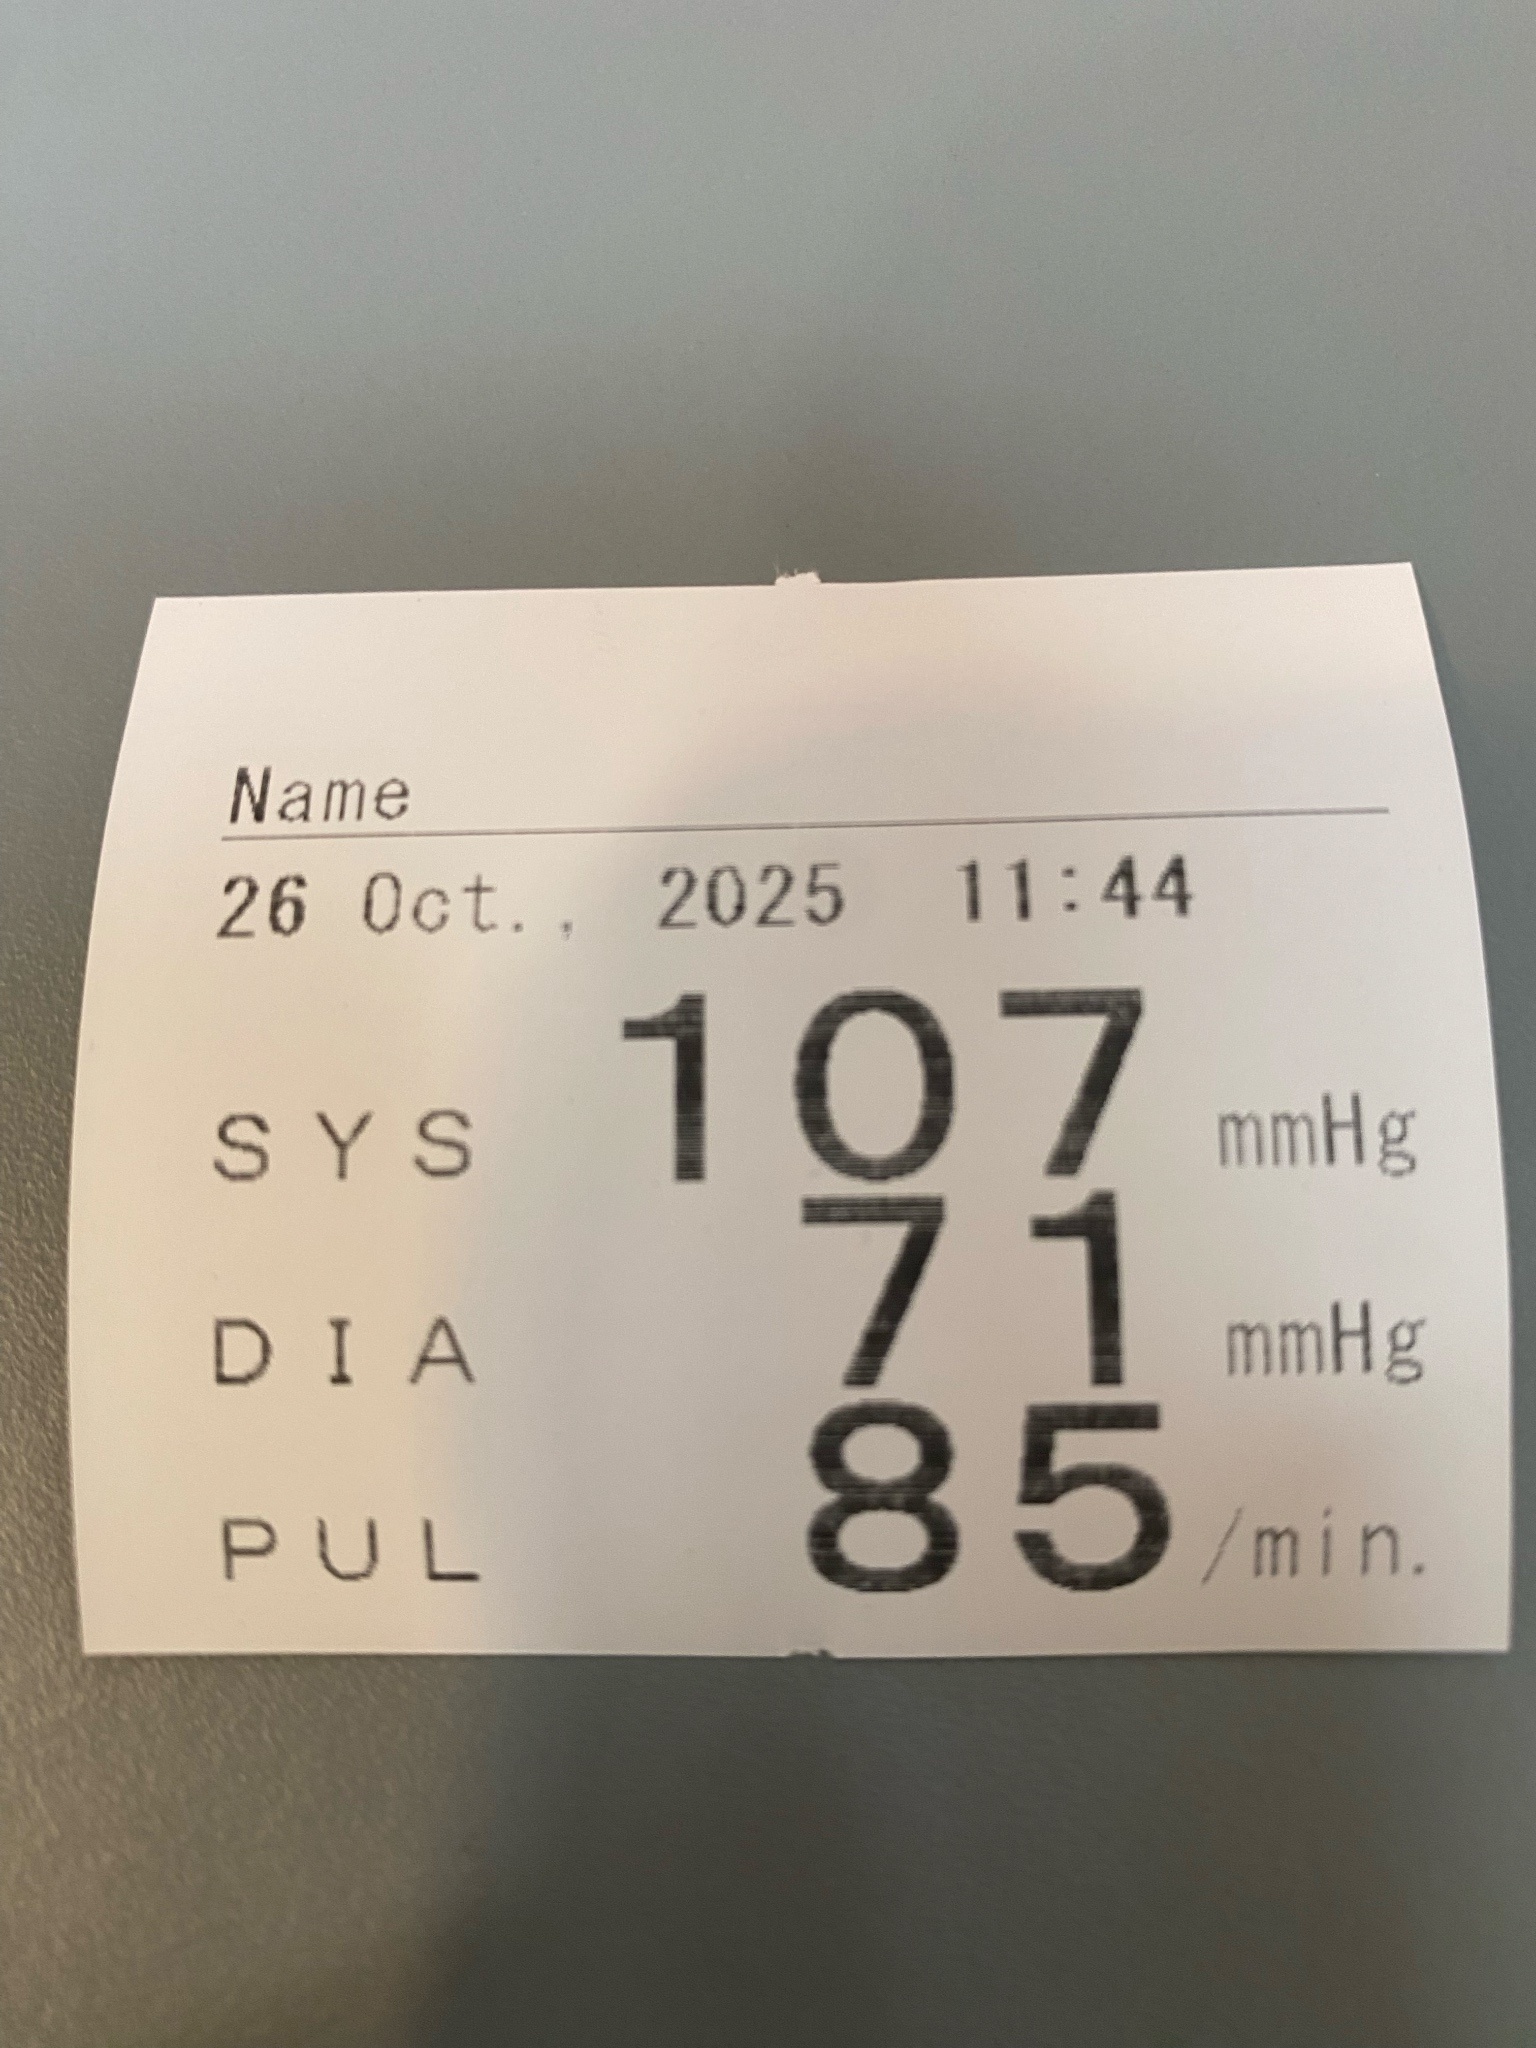 Name
26 Oct., 2025 11:44
SYS 107 mmHg
DIA 71 mmHg
PUL 85 /min.